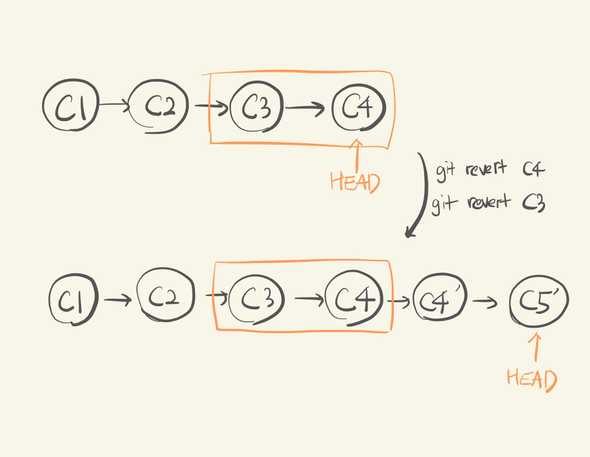 C1 C2 C3 C4
HEAD
git revert C4
git revert C3
C1 C2 C3 C4 C4' C5'
HEAD